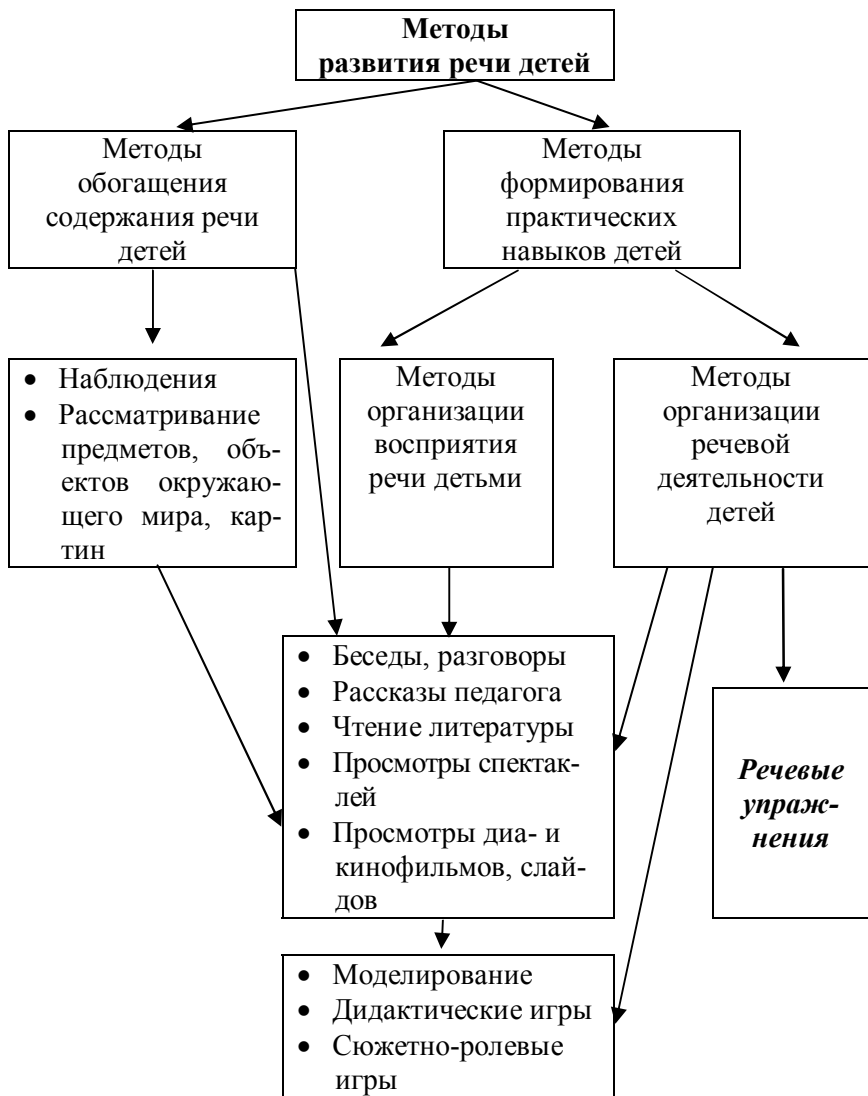 Методы
развития речи детей
Методы
обогащения
содержания речи
детей
Методы
формирования
практических
навыков детей
• Наблюдения
• Рассматривание
предметов, объ-
ектов окружаю-
щего мира, кар-
тин
Методы
организации
восприятия
речи детьми
Методы
организации
речевой
деятельности
детей
• Беседы, разговоры
• Рассказы педагога
• Чтение литературы
• Просмотры спектак-
лей
• Просмотры диа- и
кинофильмов, слай-
дов
Речевые
упраж-
нения
• Моделирование
• Дидактические игры
• Сюжетно-ролевые
игры